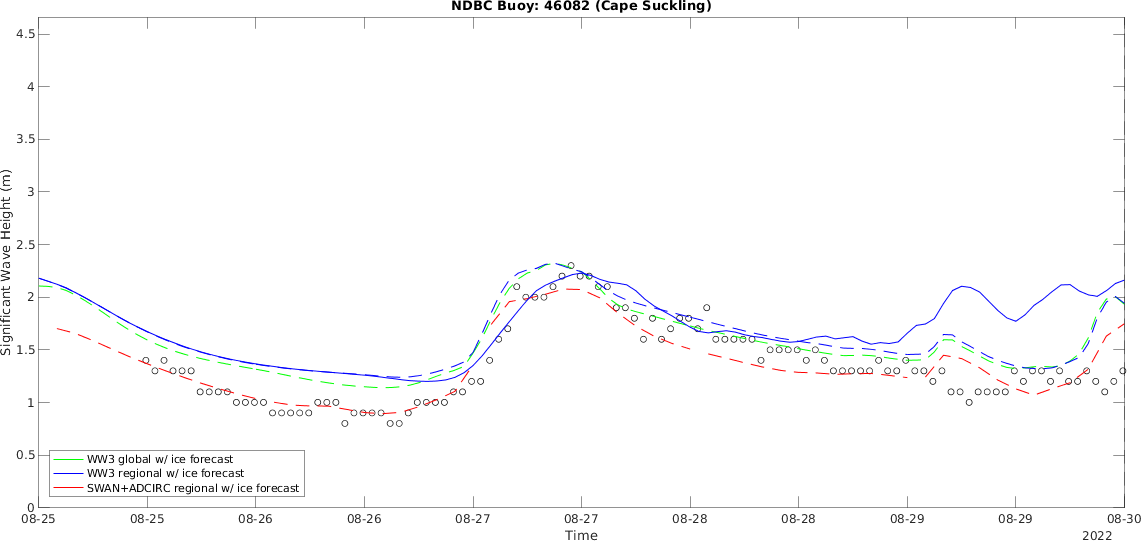 NDBC Buoy: 46082 (Cape Suckling)
4.5
4
3.5
3
2.5
2
1.5
1
0.5
0
Significant Wave Height (m)
WW3 global w/ ice forecast
WW3 regional w/ ice forecast
SWAN+ADCIRC regional w/ ice forecast
08-25 08-25 08-26 08-26 08-27 08-27 08-28 08-28 08-29 08-29 08-30
Time
2022